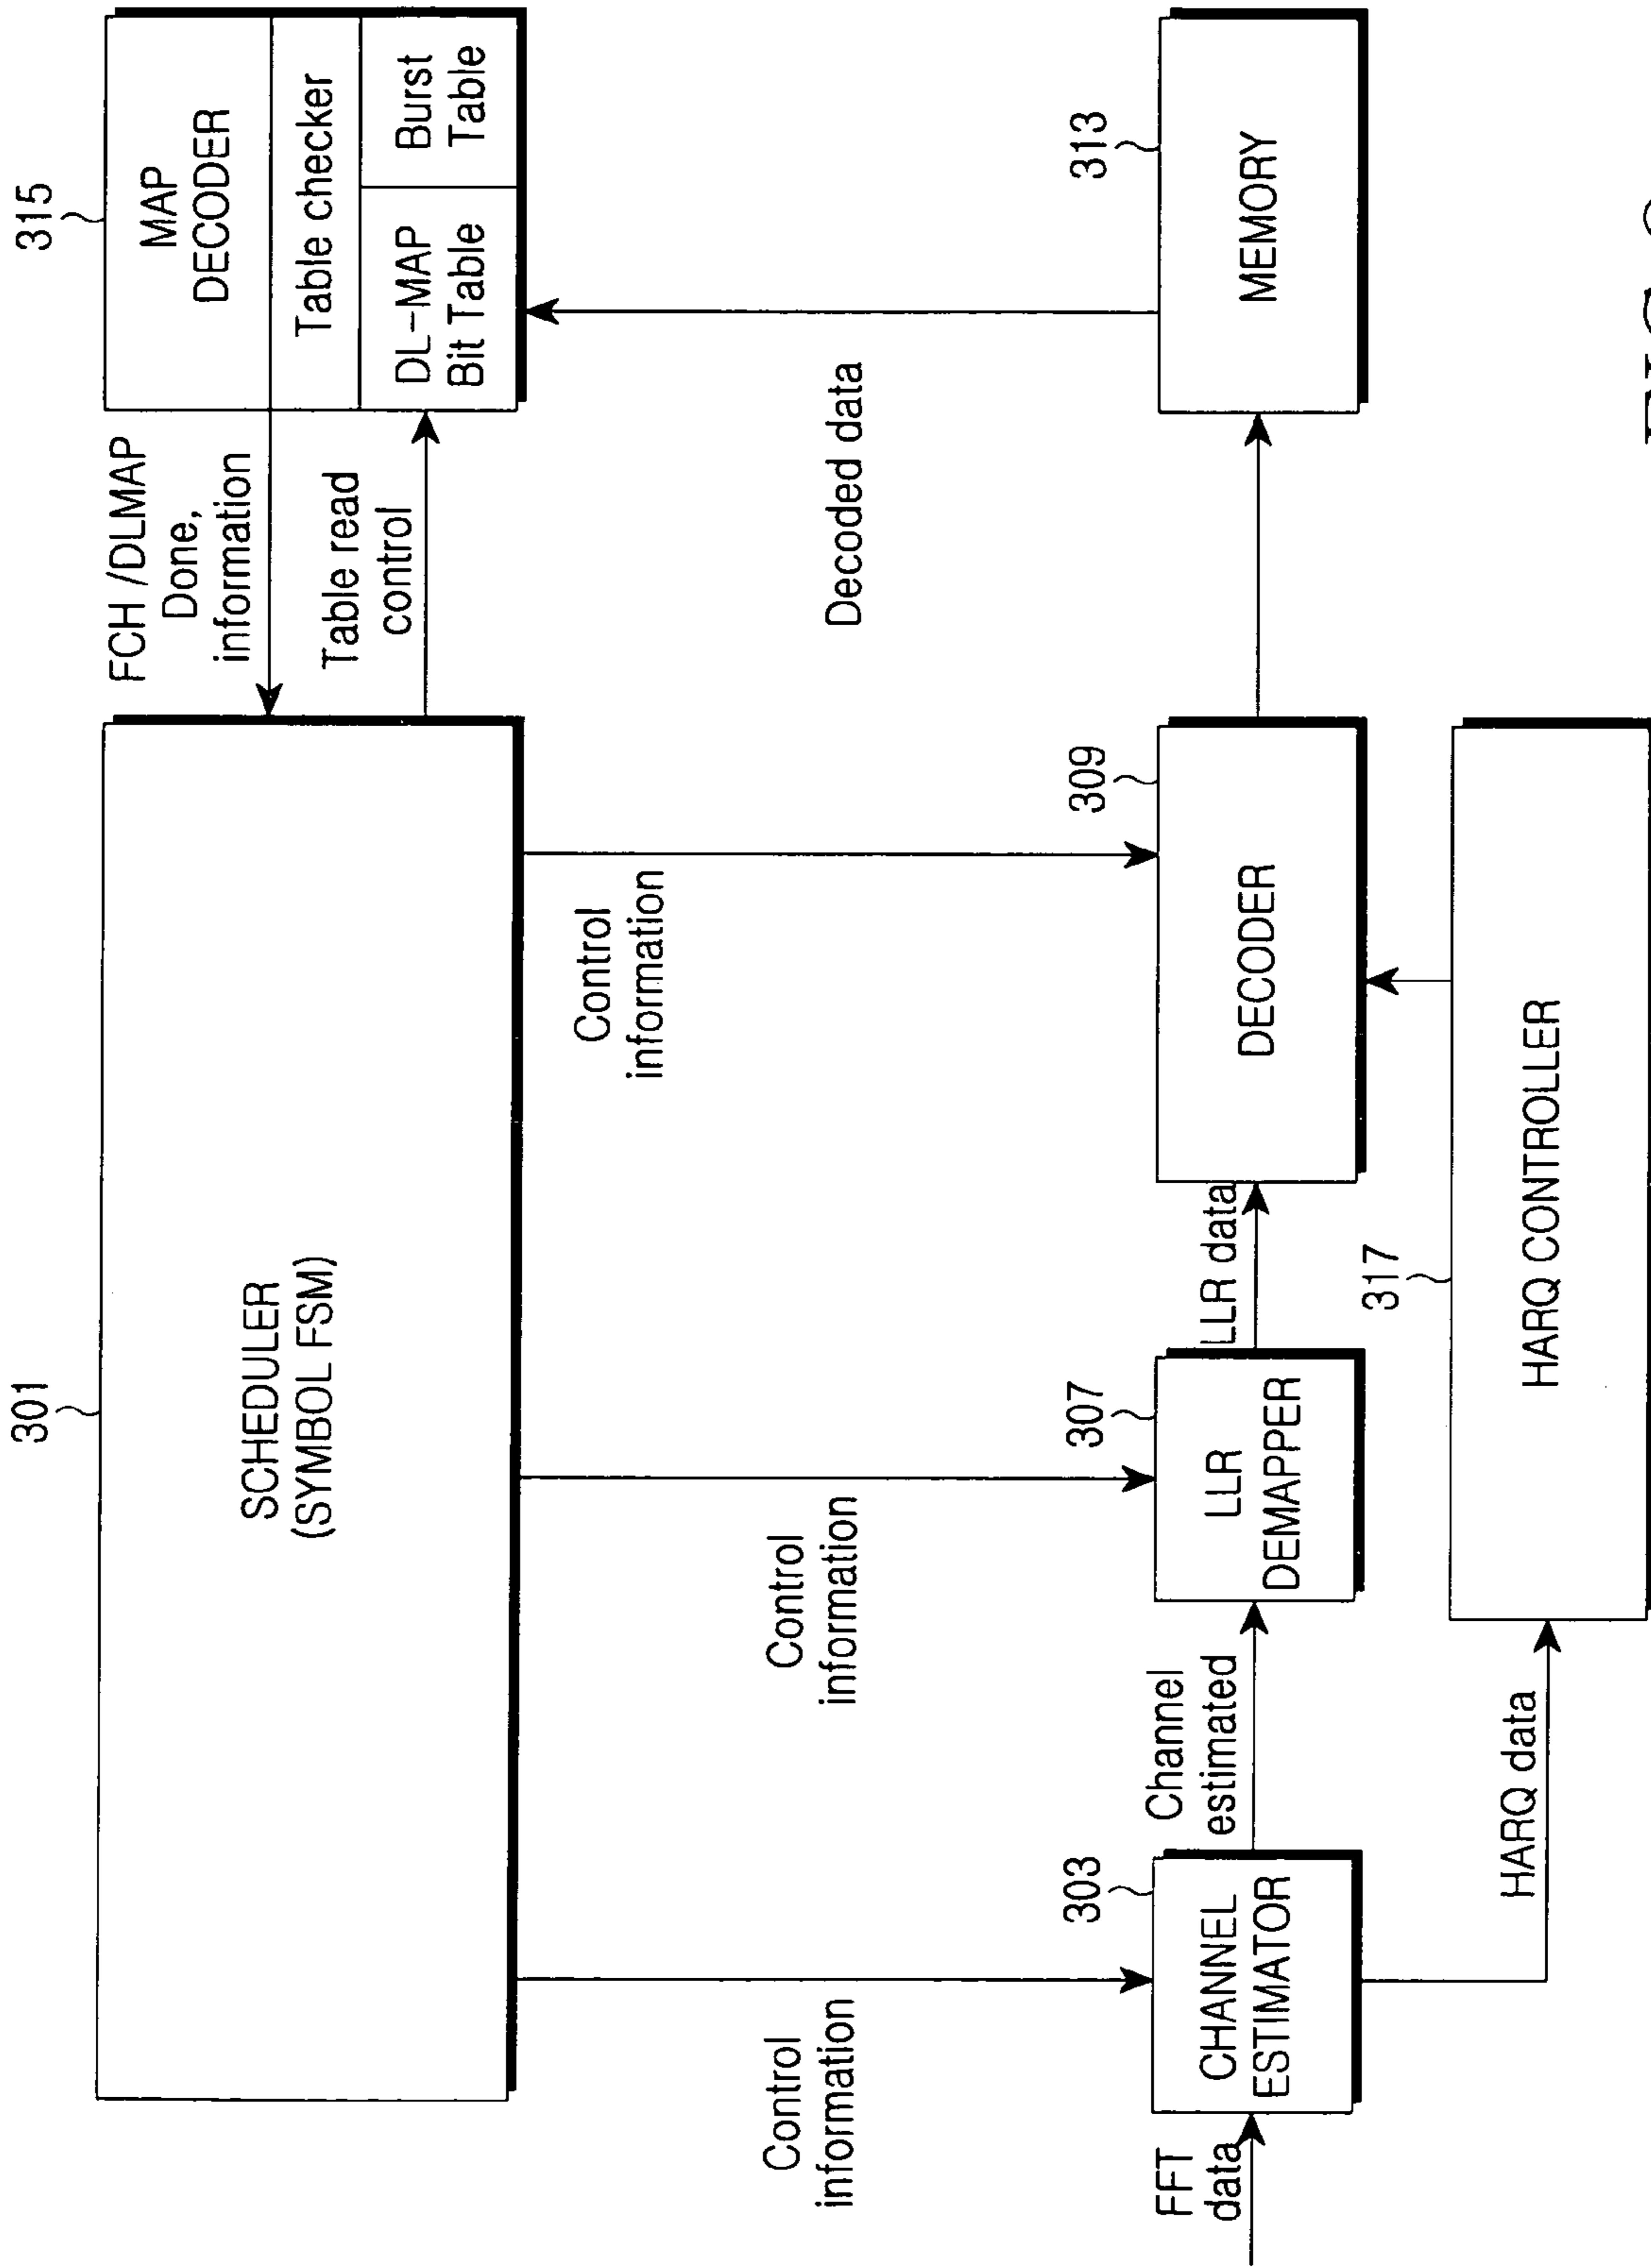 301
SCHEDULER
(SYMBOL FSM)
FCH /DLMAP
Done,
information
Table read
control
315
MAP
DECODER
Table checker
DL-MAP
Bit Table
Burst
Table
Control
information
Control
information
Control
information
Decoded data
FFT
data
303
CHANNEL
ESTIMATOR
Channel
estimated
307
LLR
DEMAPPER
LLR data
309
DECODER
313
MEMORY
HARQ data
317
HARQ CONTROLLER